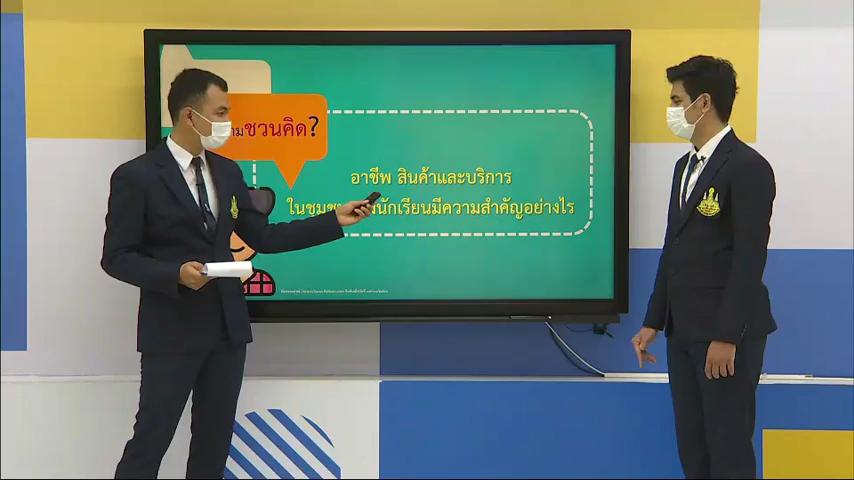 ชวนคิด?
อาชีพ สินค้าและบริการ
นักเรียนมีความสำคัญอย่างไร